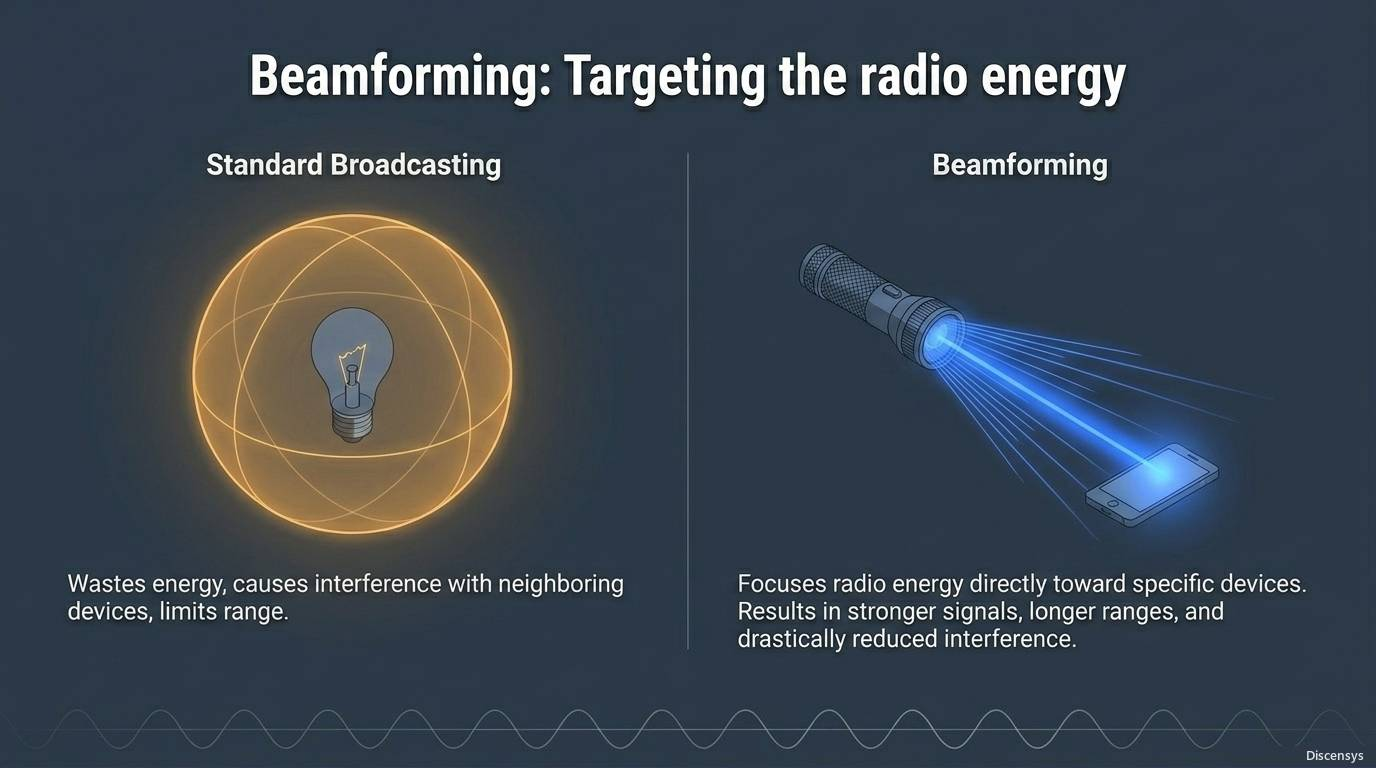 Beamforming: Targeting the radio energy
Standard Broadcasting
Wastes energy, causes interference with neighboring
devices, limits range.
Beamforming
Focuses radio energy directly toward specific devices.
Results in stronger signals, longer ranges, and
drastically reduced interference.
Discensys